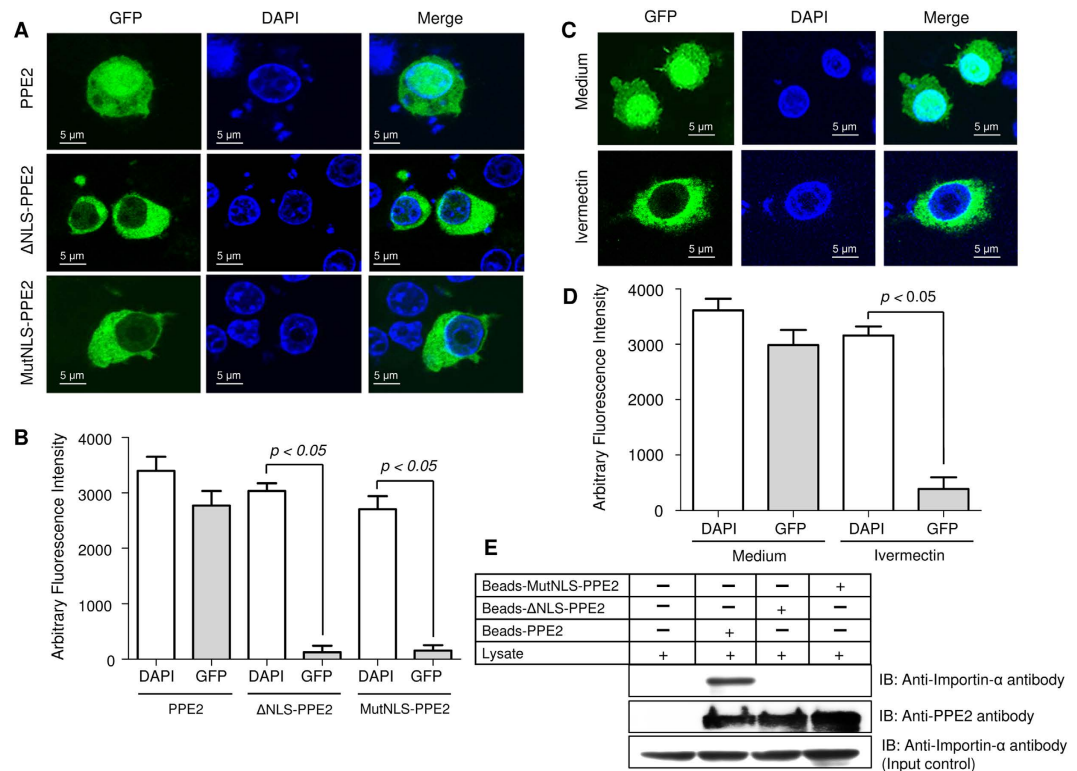 A
GFP DAPI Merge
PPE2
5 µm 5 µm 5 µm
ΔNLS-PPE2
5 µm 5 µm 5 µm
MutNLS-PPE2
5 µm 5 µm 5 µm
B
Arbitrary Fluorescence Intensity
4000
3000
2000
1000
0
p < 0.05
p < 0.05
DAPI GFP DAPI GFP DAPI GFP
PPE2 ΔNLS-PPE2 MutNLS-PPE2
C
GFP DAPI Merge
Medium
5 µm 5 µm 5 µm
Ivermectin
5 µm 5 µm 5 µm
D
Arbitrary Fluorescence Intensity
4000
3000
2000
1000
0
p < 0.05
DAPI GFP DAPI GFP
Medium Ivermectin
E
Beads-MutNLS-PPE2 − − − +
Beads-ΔNLS-PPE2 − − + −
Beads-PPE2 − + − −
Lysate + + + +
IB: Anti-Importin-α antibody
IB: Anti-PPE2 antibody
IB: Anti-Importin-α antibody
(Input control)